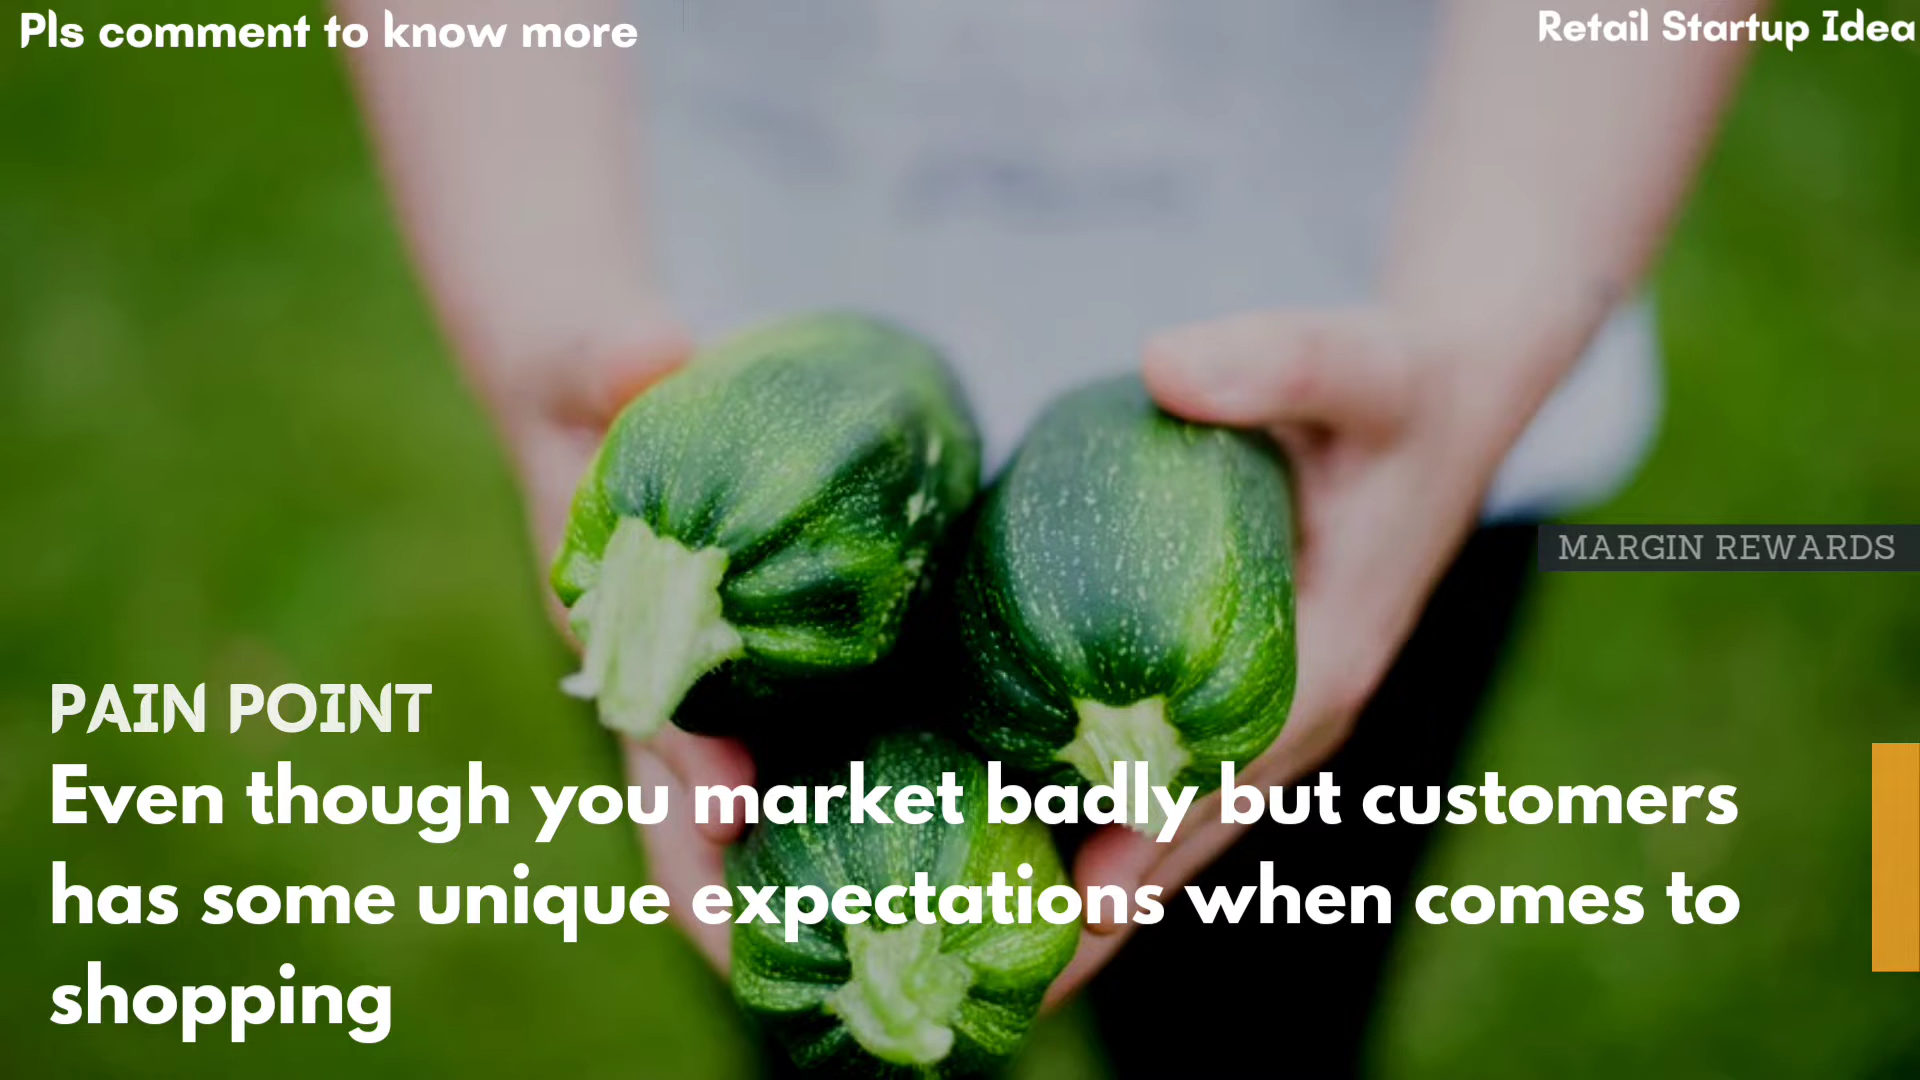 Pls comment to know more
Retail Startup Idea
MARGIN REWARDS
PAIN POINT
Even though you market badly but customers
has some unique expectations when comes to
shopping